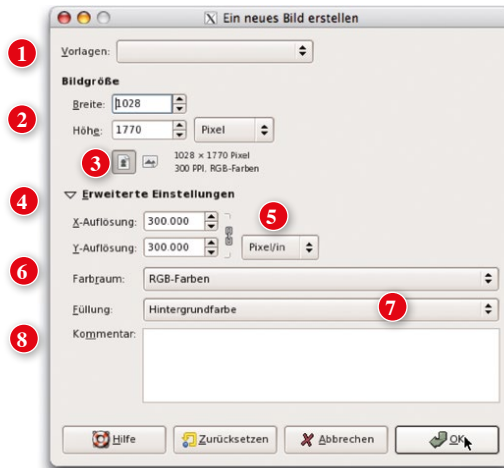 Ein neues Bild erstellen
1 Vorlagen:
Bildgröße
Breite: 1028
2 Höhe: 1770 Pixel
3 1028 × 1770 Pixel
300 PPI, RGB-Farben
4 Erweiterte Einstellungen
X-Auflösung: 300.000 5
Y-Auflösung: 300.000 Pixel/in
6 Farbraum: RGB-Farben
Füllung: Hintergrundfarbe 7
8 Kommentar:
Hilfe Zurücksetzen Abbrechen OK